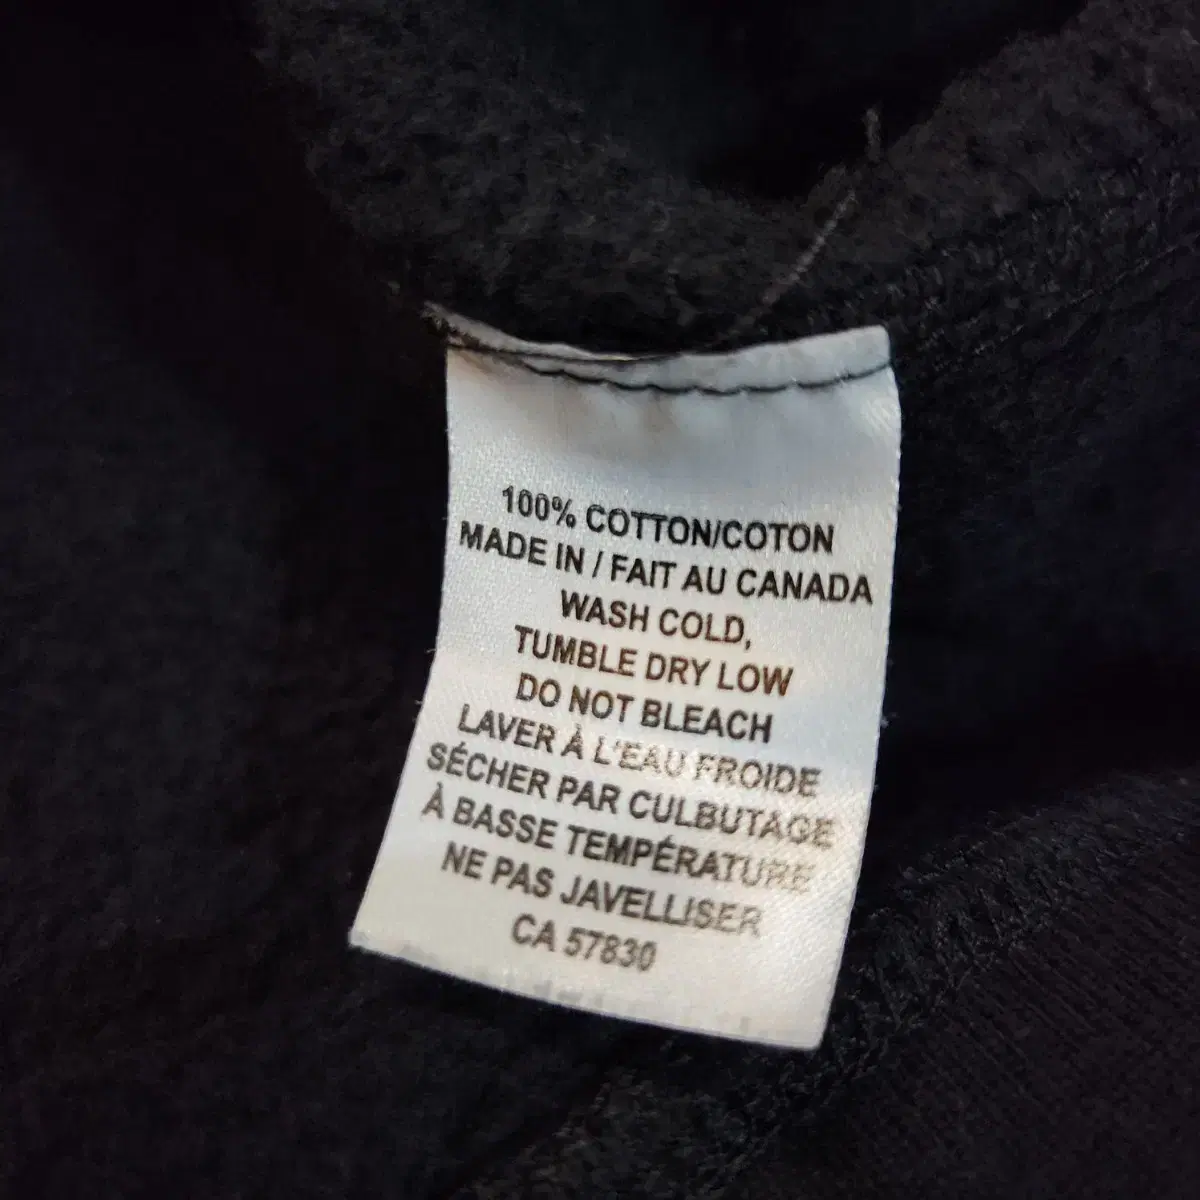 100% COTTON/COTON
MADE IN / FAIT AU CANADA
WASH COLD,
TUMBLE DRY LOW
DO NOT BLEACH
LAVER À L'EAU FROIDE
SÉCHER PAR CULBUTAGE
À BASSE TEMPÉRATURE
NE PAS JAVELLISER
CA 57830